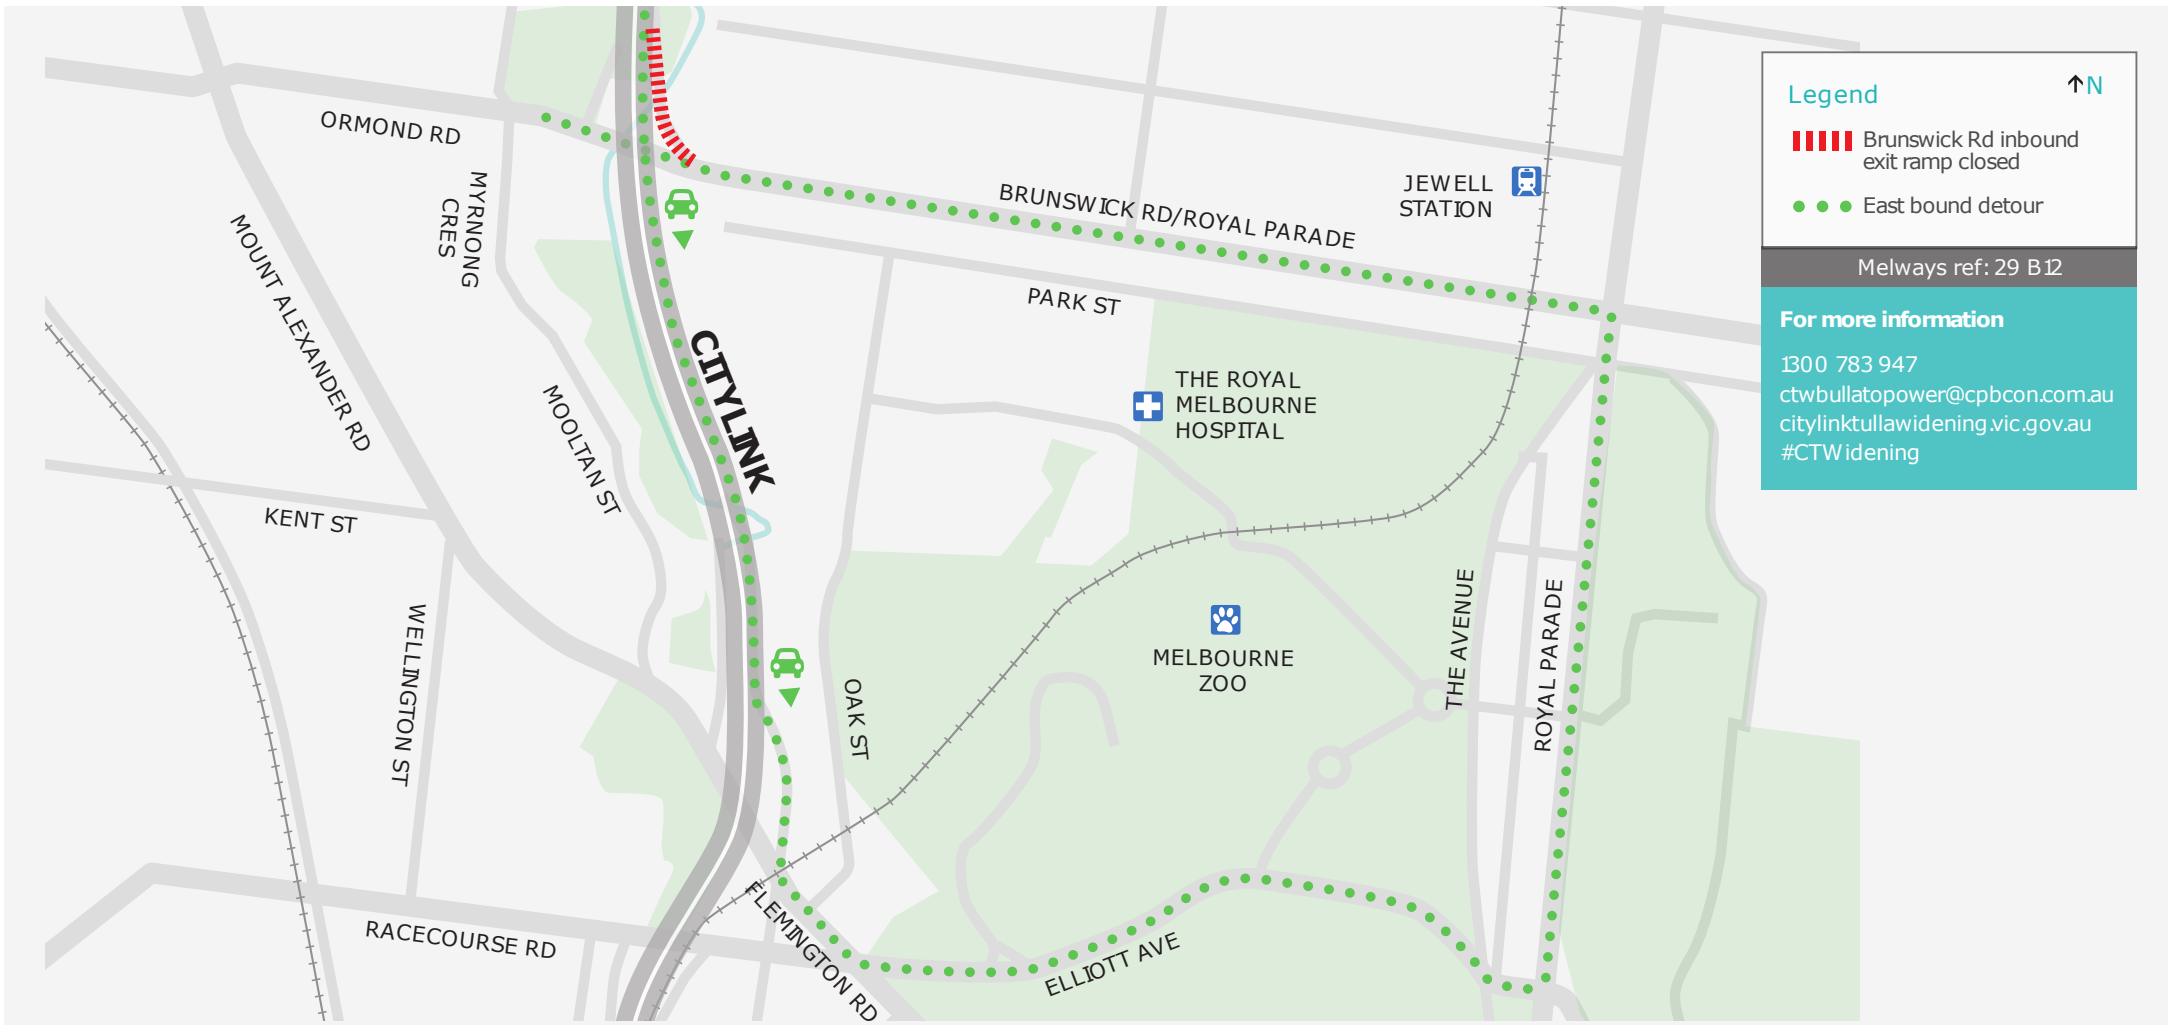 ORMOND RD
MYRNONG
CRES
MOUNT ALEXANDER RD
MOOLTAN ST
CITYLINK
BRUNSWICK RD/ROYAL PARADE
JEWELL
STATION
PARK ST
THE ROYAL
MELBOURNE
HOSPITAL
KENT ST
WELLINGTON ST
MELBOURNE
ZOO
THE AVENUE
ROYAL PARADE
OAK ST
RACECOURSE RD
FLEMINGTON RD
ELLIOTT AVE
Legend
N
Brunswick Rd inbound
exit ramp closed
East bound detour
Melways ref: 29 B12
For more information
1300 783 947
ctwbullatopower@cpbcon.com.au
citylinktullawidening.vic.gov.au
#CTWidening